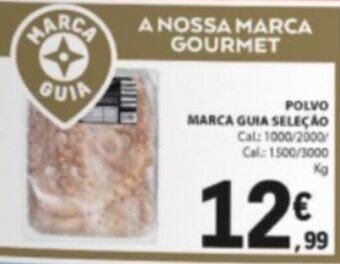 MARCA
GUIA
A NOSSA MARCA
GOURMET
POLVO
MARCA GUIA SELEÇÃO
Cal.: 1000/2000/
Cal.: 1500/3000
Kg
12€,99